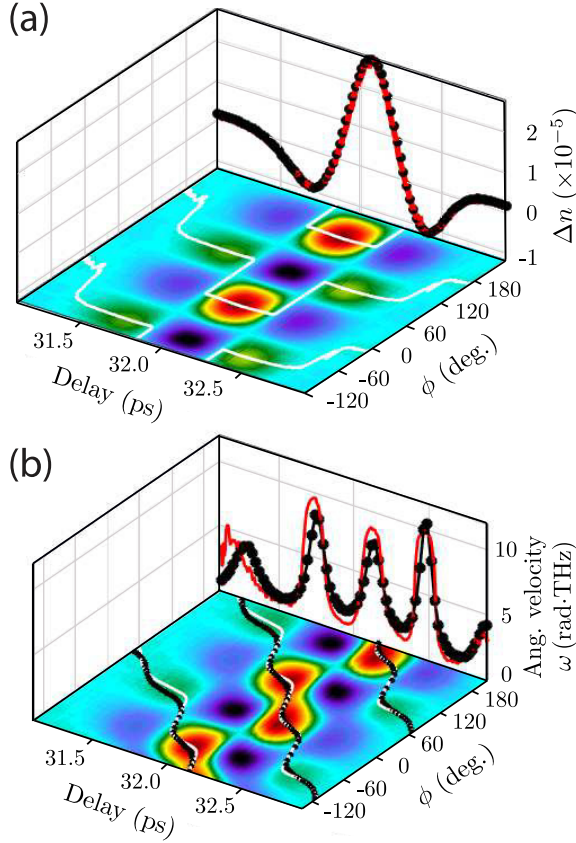 (a)
2
1
0
-1
Δn (×10⁻⁵)
180
120
60
0
-60
-120
ϕ (deg.)
31.5
32.0
32.5
Delay (ps)
(b)
10
5
0
Ang. velocity
ω (rad·THz)
180
120
60
0
-60
-120
ϕ (deg.)
31.5
32.0
32.5
Delay (ps)